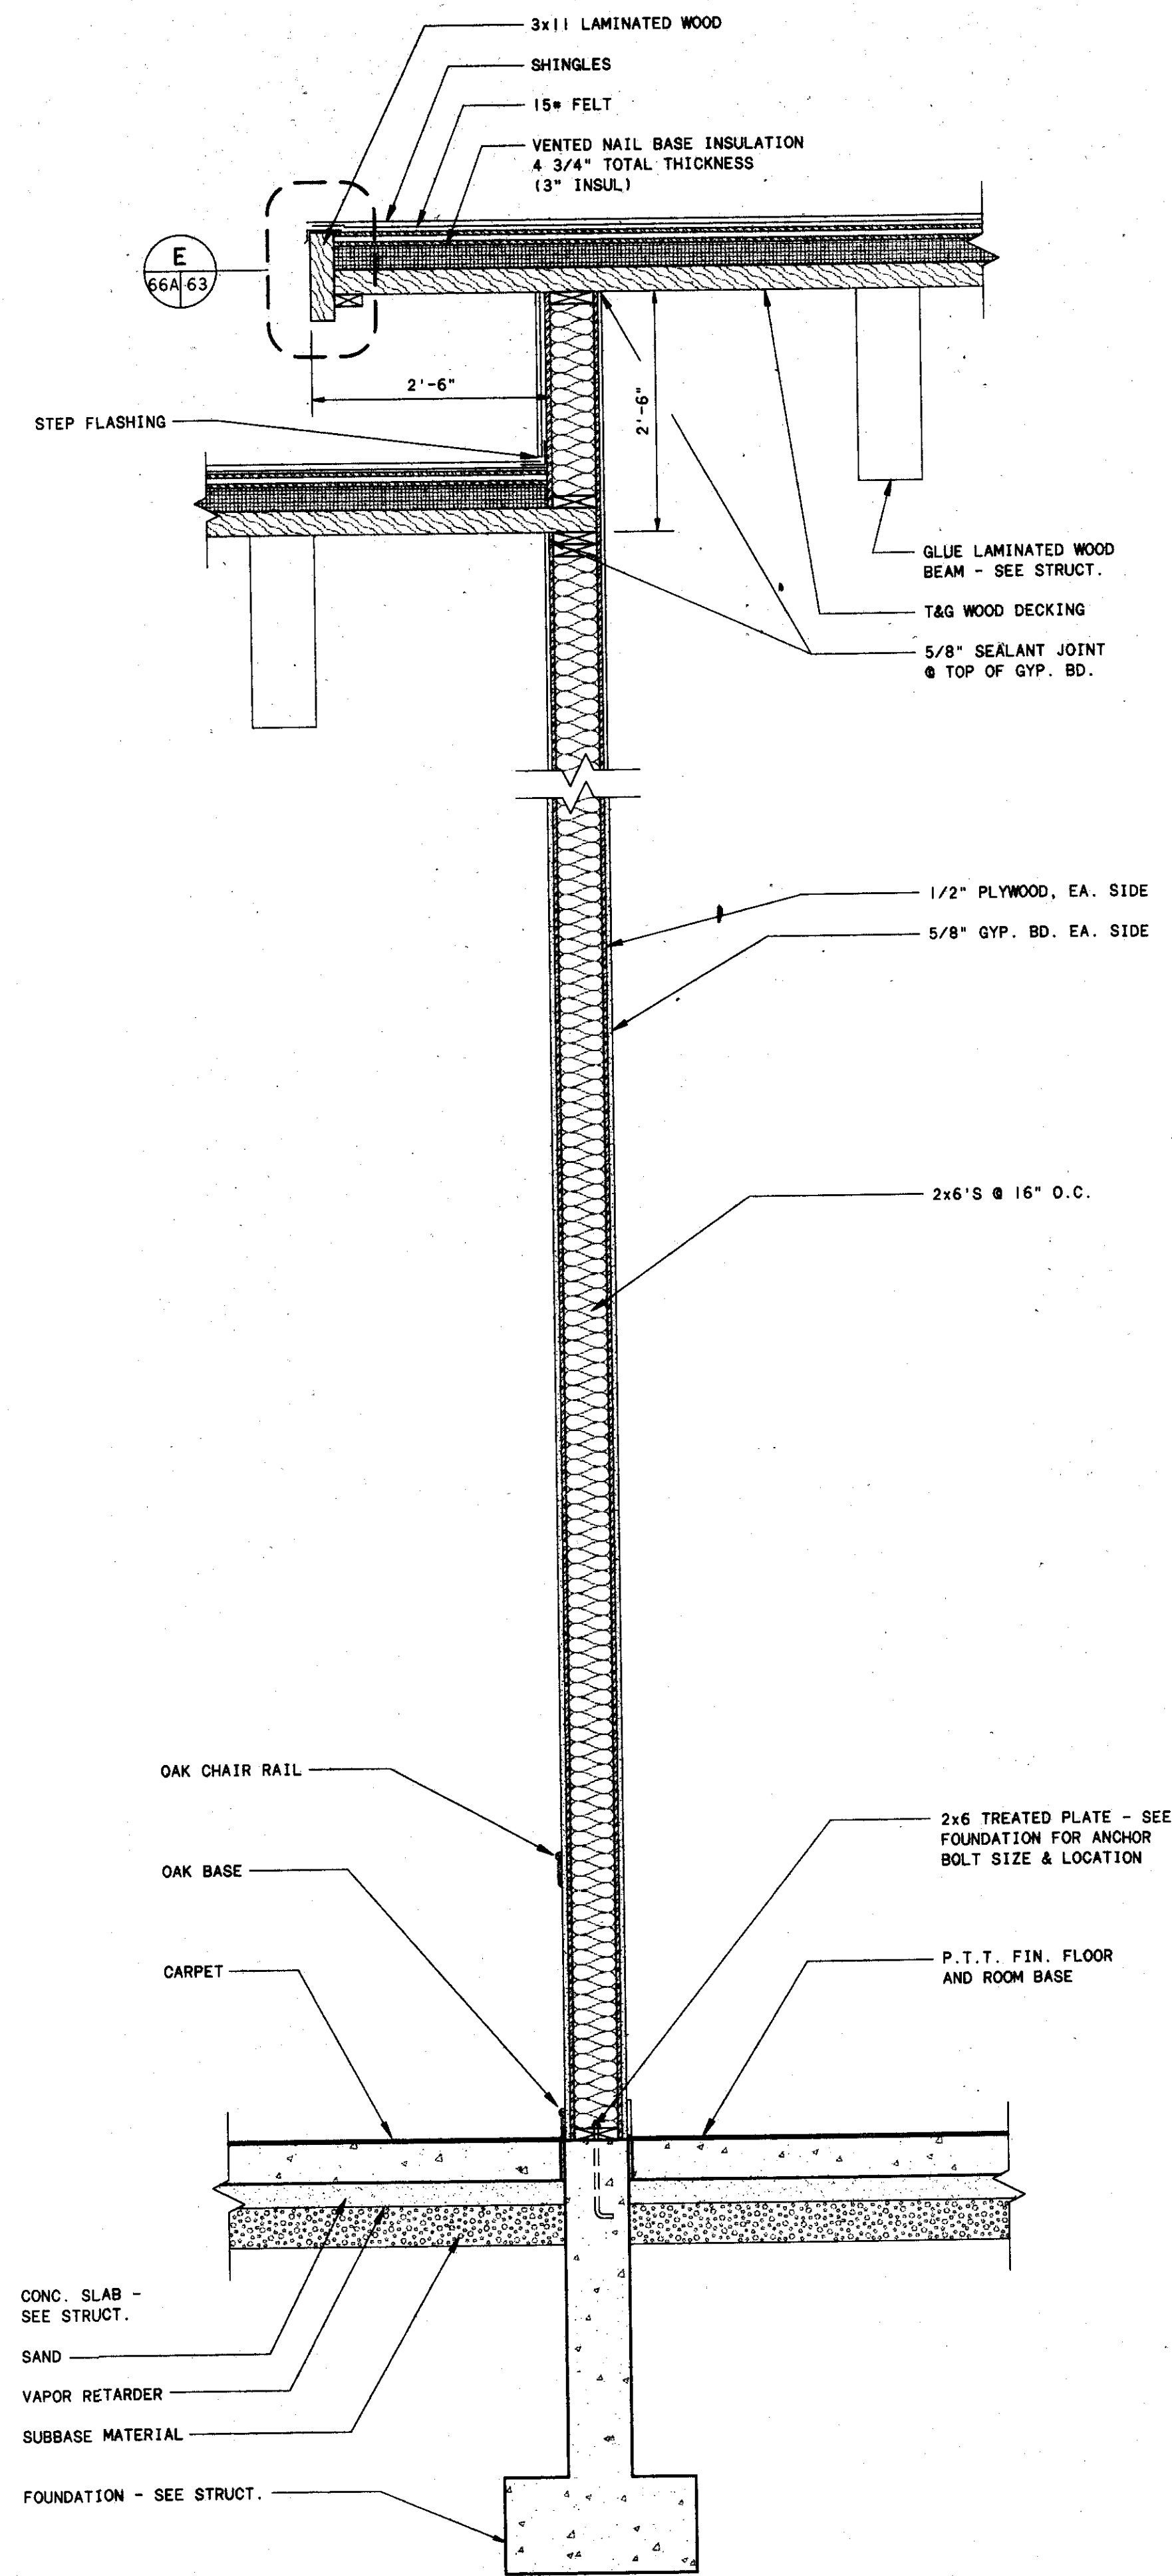 3x11 LAMINATED WOOD
SHINGLES
15# FELT
VENTED NAIL BASE INSULATION
4 3/4" TOTAL THICKNESS
(3" INSUL)
E
66A 63
2'-6"
2'-6"
STEP FLASHING
GLUE LAMINATED WOOD
BEAM - SEE STRUCT.
T&G WOOD DECKING
5/8" SEALANT JOINT
@ TOP OF GYP. BD.
1/2" PLYWOOD, EA. SIDE
5/8" GYP. BD. EA. SIDE
2x6'S @ 16" O.C.
OAK CHAIR RAIL
2x6 TREATED PLATE - SEE
FOUNDATION FOR ANCHOR
BOLT SIZE & LOCATION
OAK BASE
CARPET
P.T.T. FIN. FLOOR
AND ROOM BASE
CONC. SLAB -
SEE STRUCT.
SAND
VAPOR RETARDER
SUBBASE MATERIAL
FOUNDATION - SEE STRUCT.